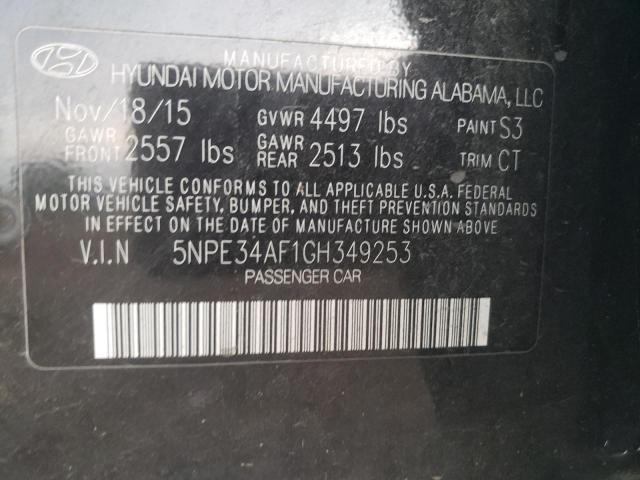 MANUFACTURED BY
HYUNDAI MOTOR MANUFACTURING ALABAMA, LLC
Nov/18/15 GVWR 4497 lbs PAINT S3
GAWR FRONT 2557 lbs GAWR REAR 2513 lbs TRIM CT
THIS VEHICLE CONFORMS TO ALL APPLICABLE U.S.A. FEDERAL
MOTOR VEHICLE SAFETY, BUMPER, AND THEFT PREVENTION STANDARDS
IN EFFECT ON THE DATE OF MANUFACTURE SHOWN ABOVE.
V.I.N 5NPE34AF1GH349253
PASSENGER CAR